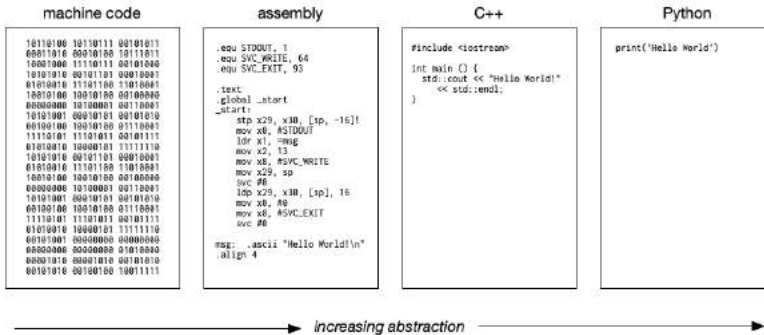 machine code
10110100 10110111 00101011
00011010 00010100 10111011
10001000 11110111 00101000
10101010 00101101 00010001
01010010 11101100 11010001
10010100 10010100 00100000
00000000 10100001 00110001
10101001 00010101 00101010
00100100 10010100 01110001
11110101 11101011 00101111
01010100 10000101 11111110
10101010 00101101 00010001
01010010 11101100 11010001
10010100 10010100 00100000
00000000 10100001 00110001
00101001 00010101 00101010
00100100 10010100 01110001
11110101 11101011 00101111
01010100 10000101 11111110
00101001 00000000 00000000
00000000 00000000 01010000
00001010 00001010 00101010
00101010 00100100 10011111
assembly
.equ STDOUT, 1
.equ SVC_WRITE, 64
.equ SVC_EXIT, 93
.text
.global _start
_start:
stp x29, x30, [sp, -16]!
mov x0, #STDOUT
ldr x1, =msg
mov x2, 13
mov x8, #SVC_WRITE
mov x29, sp
svc #0
ldp x29, x30, [sp], 16
mov x0, #0
mov x8, #SVC_EXIT
svc #0
msg: .ascii "Hello World!\n"
.align 4
C++
#include <iostream>
int main () {
std::cout << "Hello World!"
<< std::endl;
}
Python
print('Hello World')
increasing abstraction